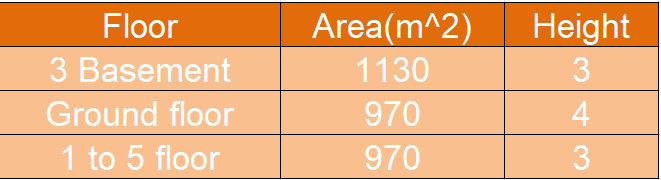 Floor Area(m^2) Height
3 Basement 1130 3
Ground floor 970 4
1 to 5 floor 970 3